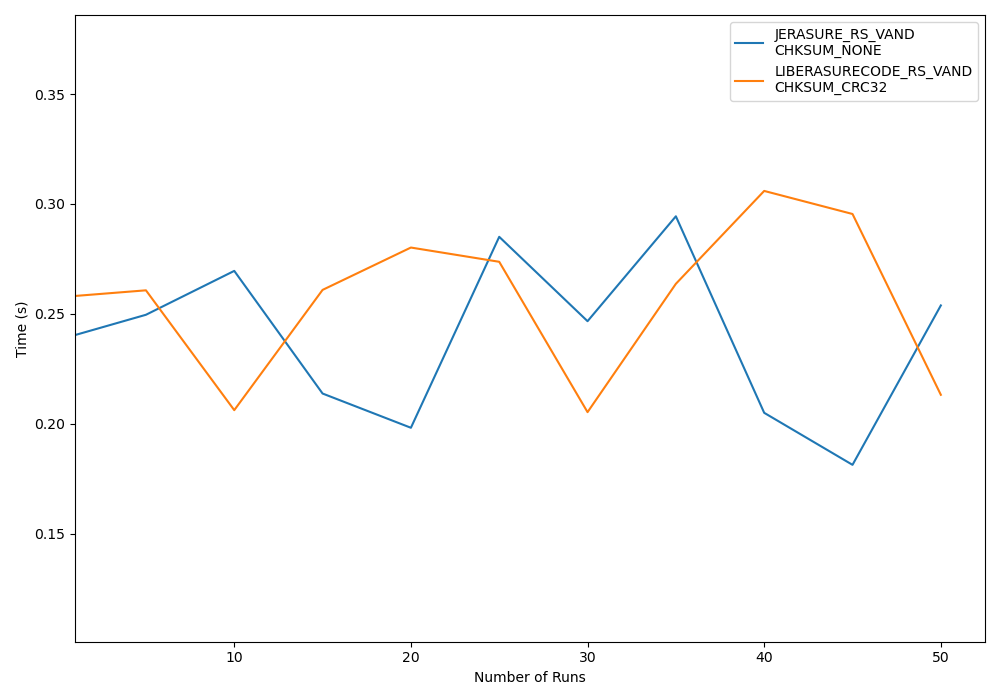 JERASURE_RS_VAND
CHKSUM_NONE
LIBERASURECODE_RS_VAND
CHKSUM_CRC32
Time (s)
0.35
0.30
0.25
0.20
0.15
10
20
30
40
50
Number of Runs